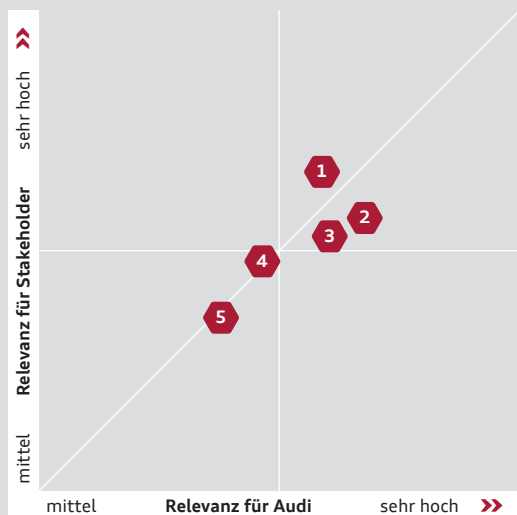 sehr hoch
Relevanz für Stakeholder
mittel
1
2
3
4
5
mittel
Relevanz für Audi
sehr hoch